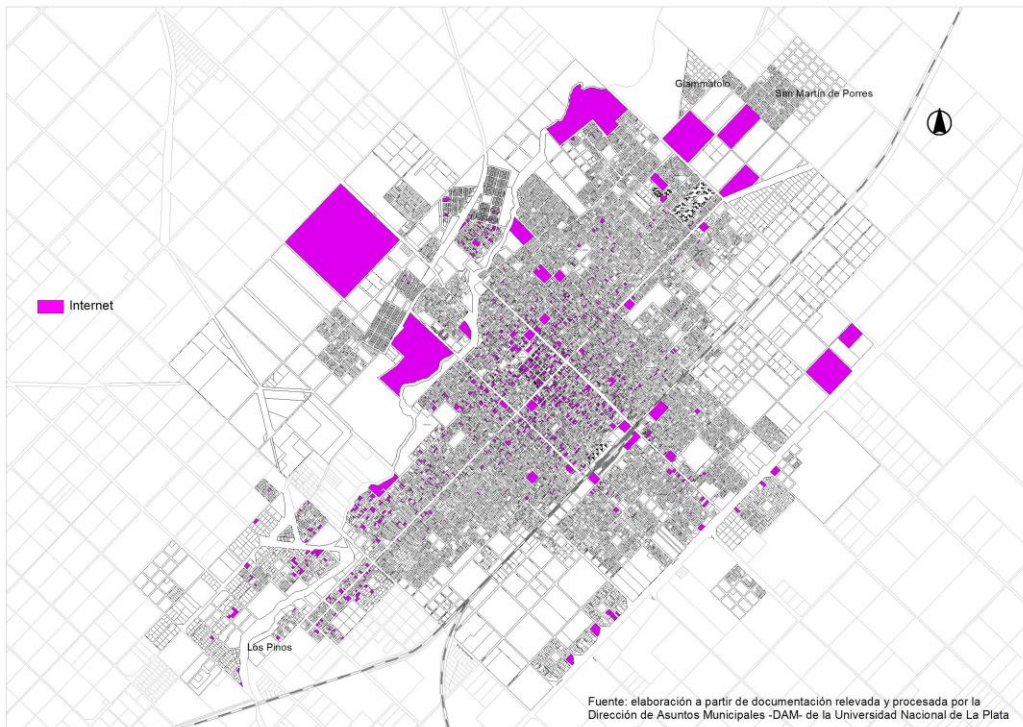 Giammátolo
San Martín de Porres
Internet
Los Pinos
Fuente: elaboración a partir de documentación relevada y procesada por la
Dirección de Asuntos Municipales -DAM- de la Universidad Nacional de La Plata